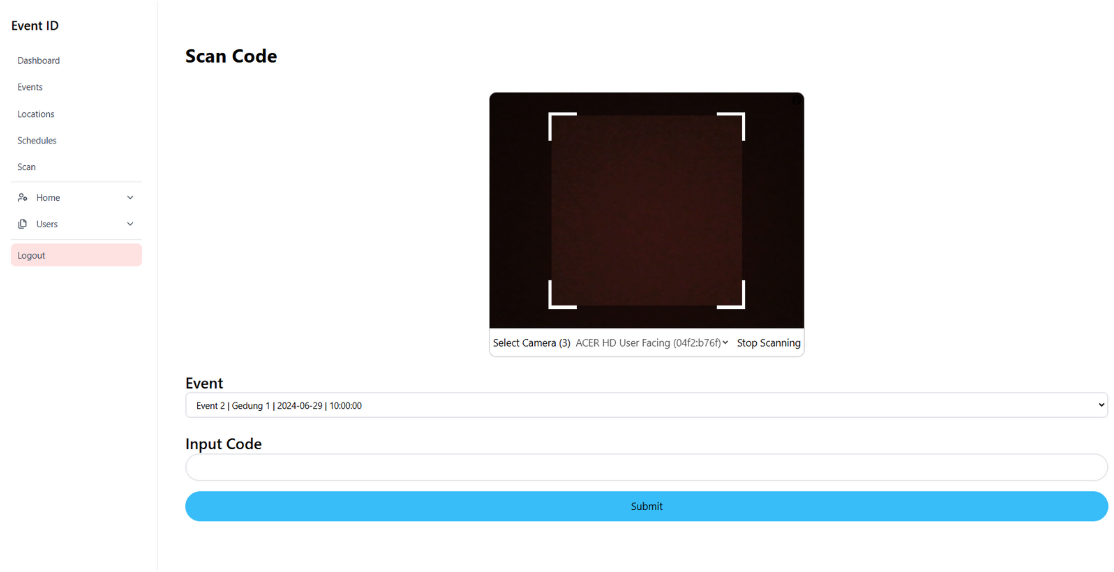 Event ID
Dashboard
Events
Locations
Schedules
Scan
Home
Users
Logout
Scan Code
Select Camera (3) ACER HD User Facing (04f2:b76f) Stop Scanning
Event
Event 2 | Gedung 1 | 2024-06-29 | 10:00:00
Input Code
Submit